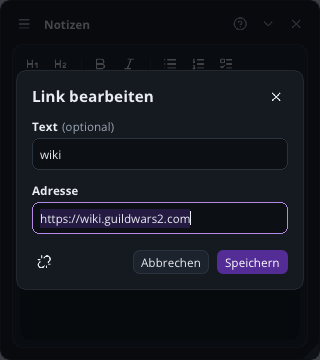 Notizen
H1 H2 B I
Link bearbeiten
Text (optional)
wiki
Adresse
https://wiki.guildwars2.com
Abbrechen
Speichern